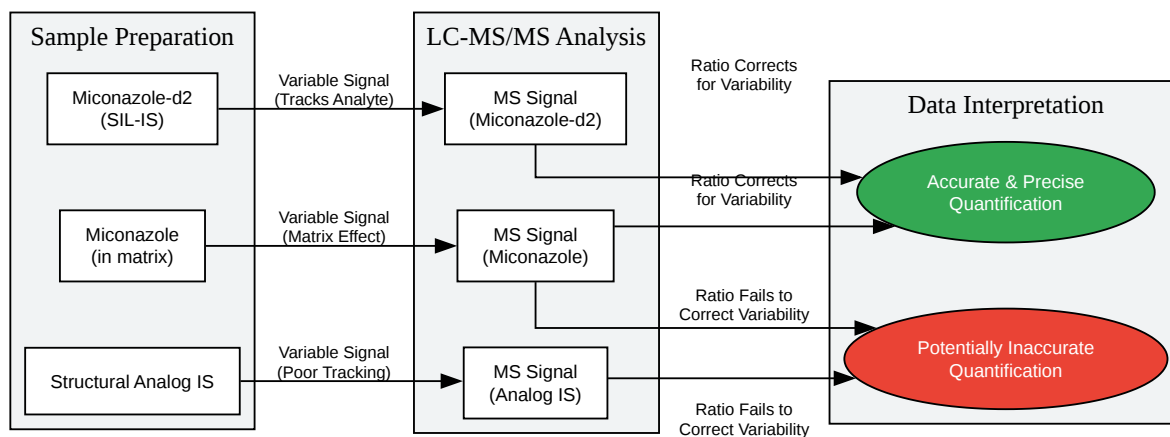 Sample Preparation
Miconazole-d2
(SIL-IS)
Miconazole
(in matrix)
Structural Analog IS
Variable Signal
(Tracks Analyte)
Variable Signal
(Matrix Effect)
Variable Signal
(Poor Tracking)
LC-MS/MS Analysis
MS Signal
(Miconazole-d2)
MS Signal
(Miconazole)
MS Signal
(Analog IS)
Ratio Corrects
for Variability
Ratio Corrects
for Variability
Ratio Fails to
Correct Variability
Ratio Fails to
Correct Variability
Data Interpretation
Accurate & Precise
Quantification
Potentially Inaccurate
Quantification